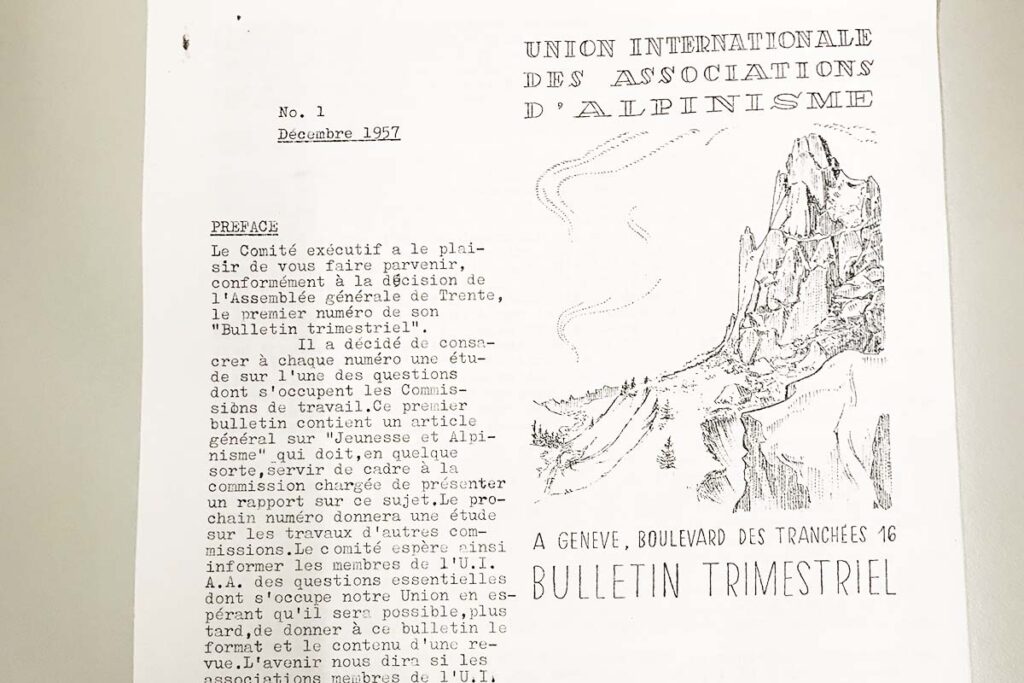 No. 1
Décembre 1957
PREFACE
Le Comité exécutif a le plai-
sir de vous faire parvenir,
conformément à la décision de
l'Assemblée générale de Trente,
le premier numéro de son
"Bulletin trimestriel".
Il a décidé de consa-
crer à chaque numéro une étu-
de sur l'une des questions
dont s'occupent les Commis-
sions de travail.Ce premier
bulletin contient un article
général sur "Jeunesse et Alpi-
nisme" qui doit,en quelque
sorte,servir de cadre à la
commission chargée de présenter
un rapport sur ce sujet.Le pro-
chain numéro donnera une étude
sur les travaux d'autres com-
missions.Le comité espère ainsi
informer les membres de l'U.I.
A.A. des questions essentielles
dont s'occupe notre Union en es-
pérant qu'il sera possible,plus
tard,de donner à ce bulletin le
format et le contenu d'une re-
vue.L'avenir nous dira si les
associations membres de l'U.I.
UNION INTERNATIONALE
DES ASSOCIATIONS
D'ALPINISME
A GENEVE, BOULEVARD DES TRANCHÉES 16
BULLETIN TRIMESTRIEL